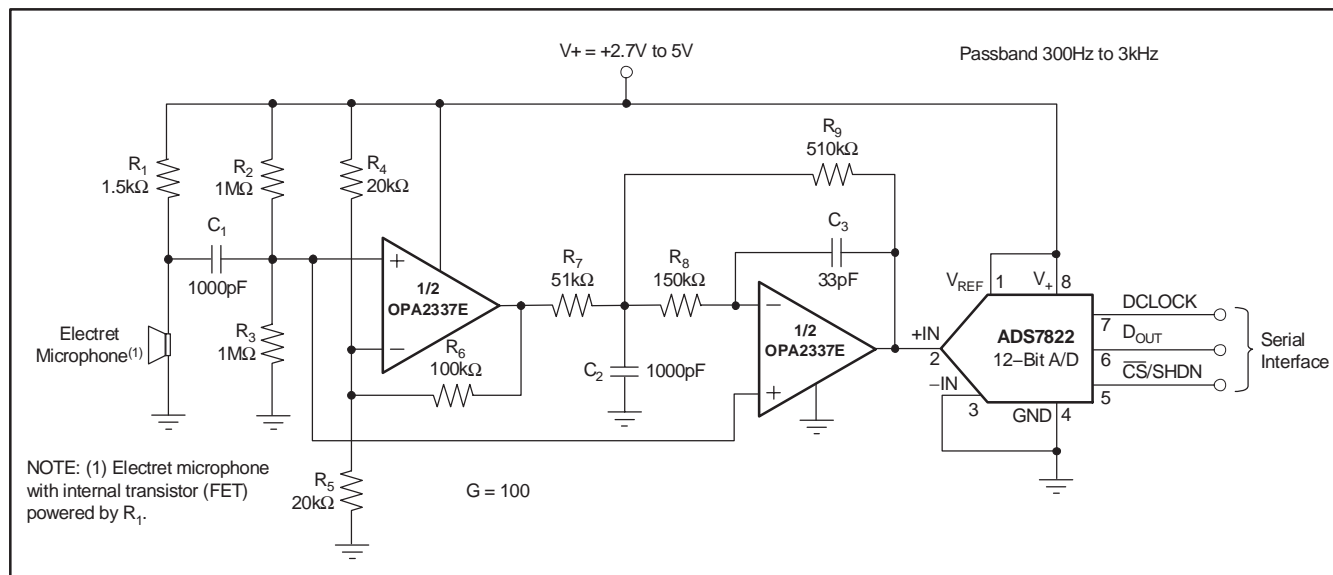 V+ = +2.7V to 5V
Passband 300Hz to 3kHz
R1
1.5kΩ
R2
1MΩ
R4
20kΩ
R9
510kΩ
C1
1000pF
C3
33pF
R7
51kΩ
R8
150kΩ
+
1/2
OPA2337E
−
VREF
1
V+
8
DCLOCK
7
ADS7822
12–Bit A/D
+IN
2
DOUT
6
CS/SHDN
5
−IN
3
GND
4
Serial
Interface
Electret
Microphone(1)
R3
1MΩ
R6
100kΩ
C2
1000pF
−
1/2
OPA2337E
+
R5
20kΩ
G = 100
NOTE: (1) Electret microphone
with internal transistor (FET)
powered by R1.